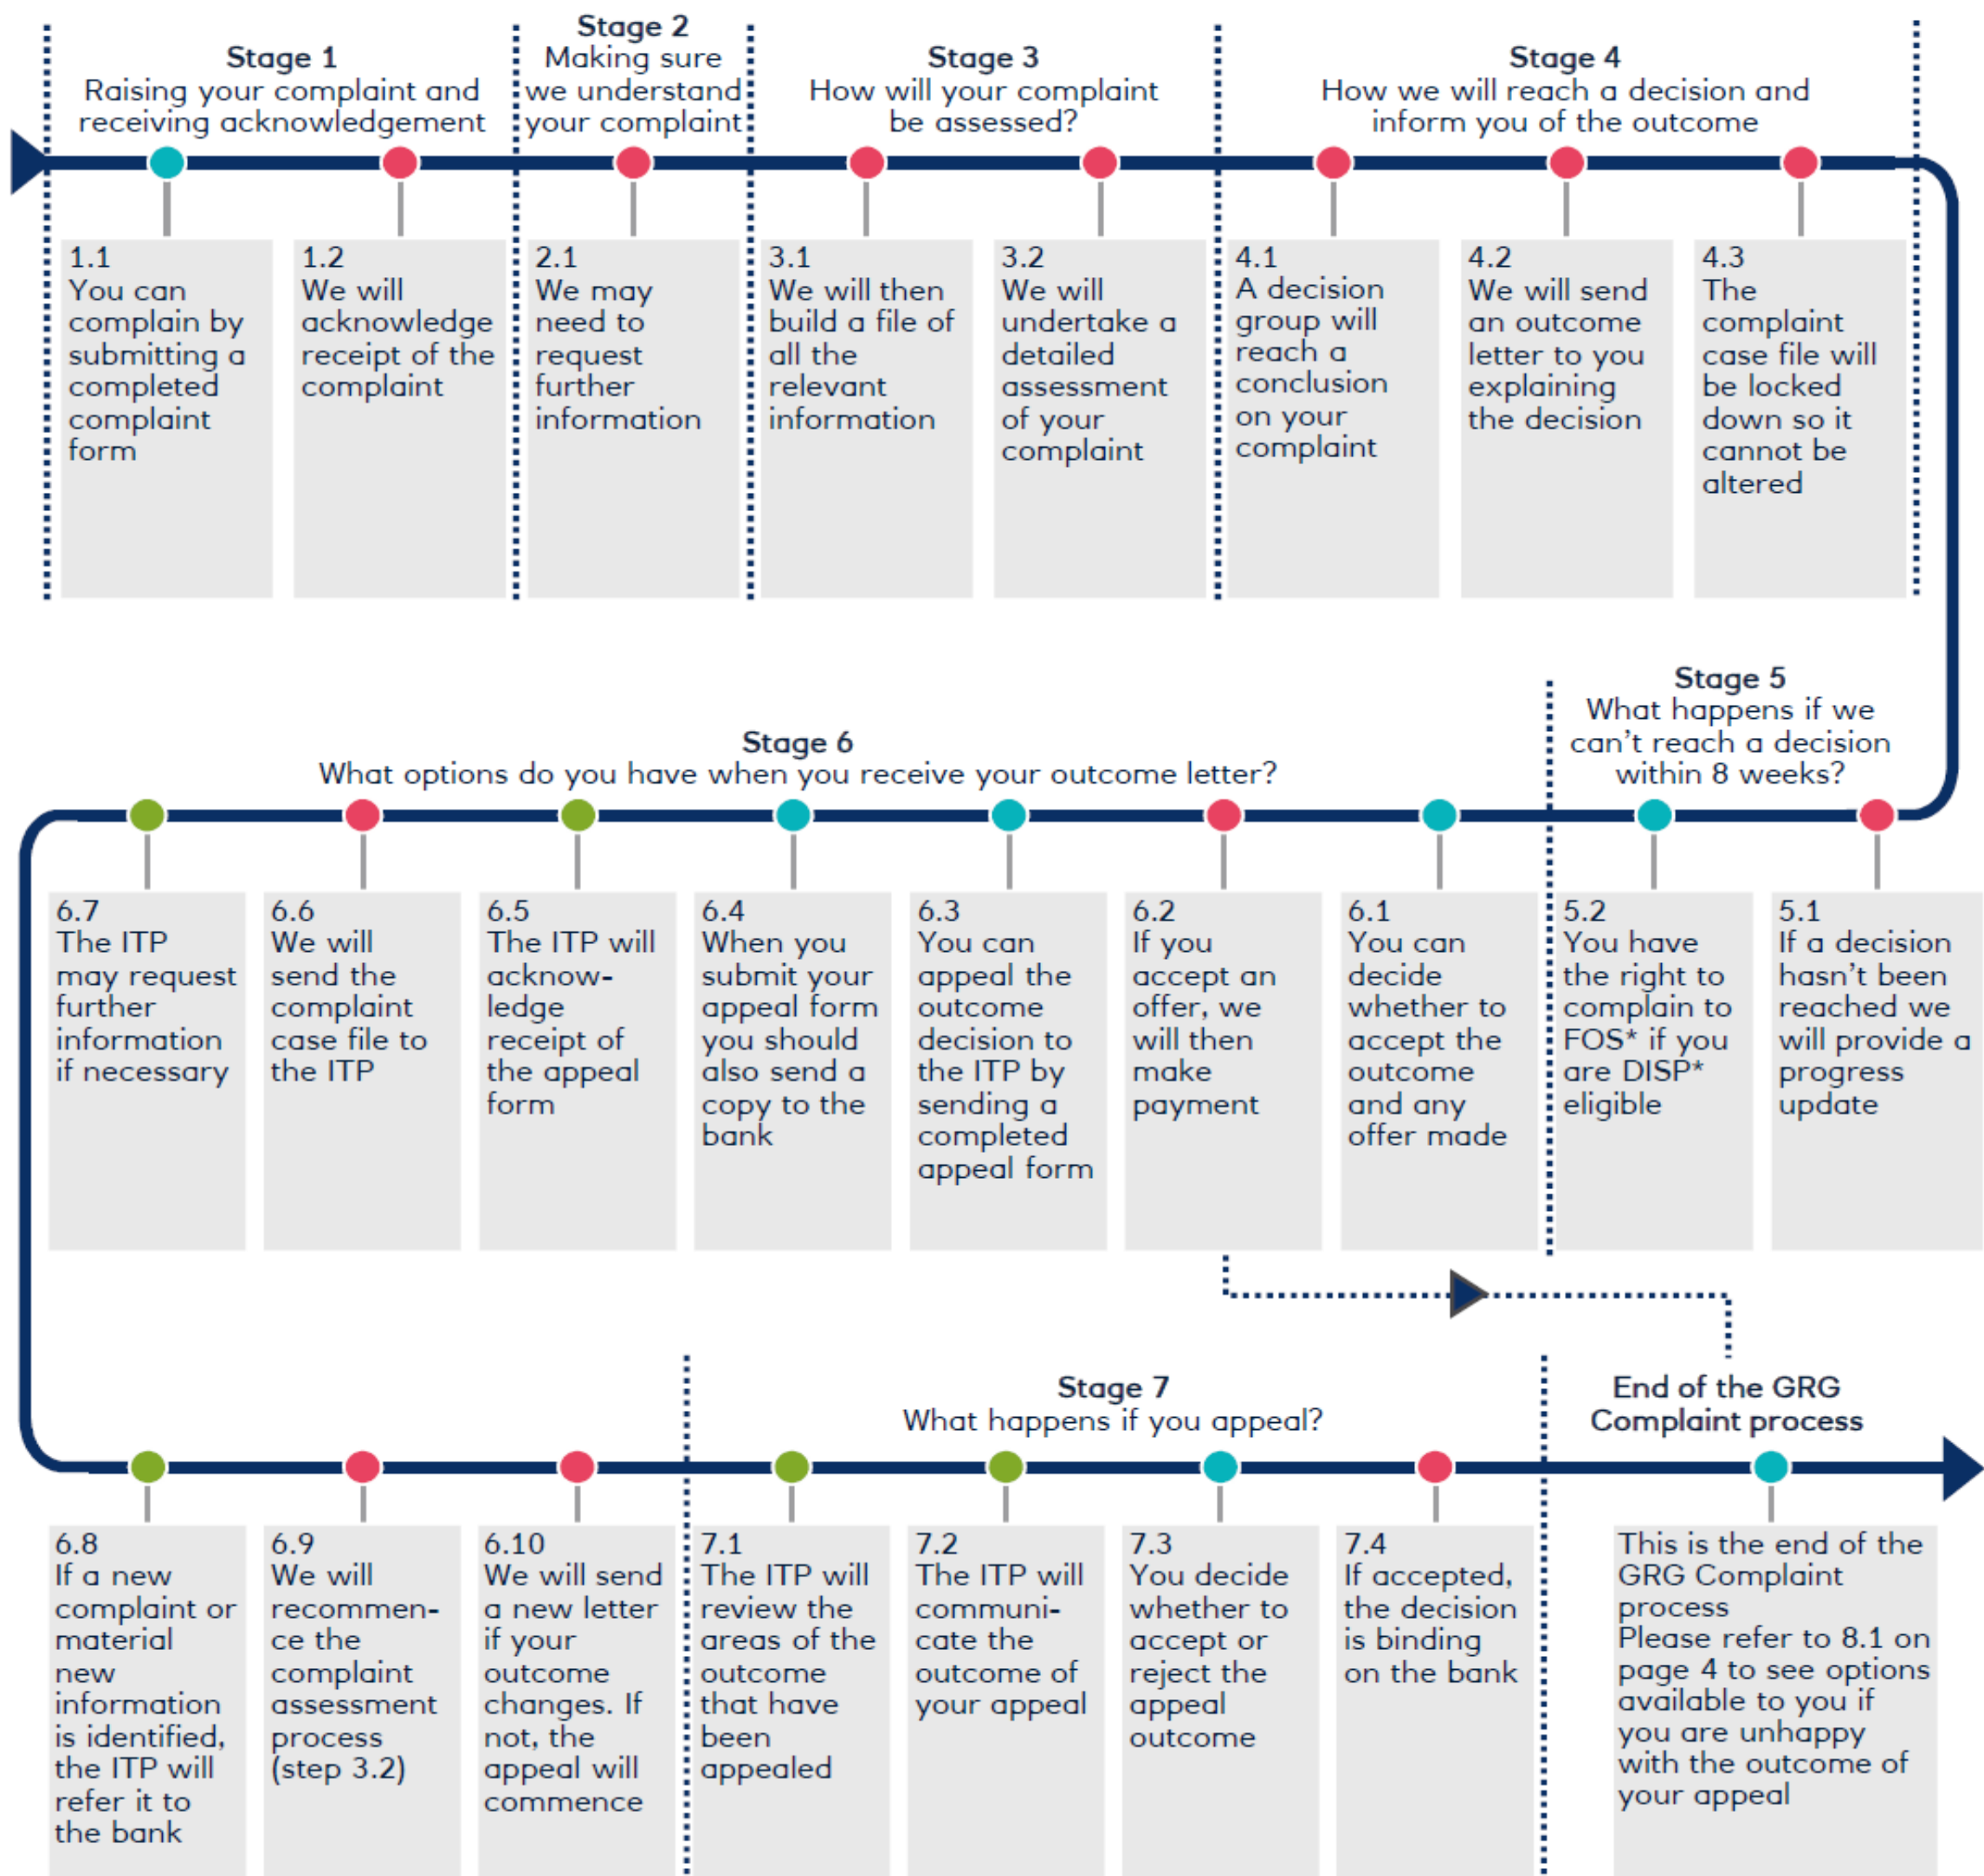 Stage 1
Raising your complaint and
receiving acknowledgement
Stage 2
Making sure
we understand
your complaint
Stage 3
How will your complaint
be assessed?
Stage 4
How we will reach a decision and
inform you of the outcome
1.1
You can
complain by
submitting a
completed
complaint
form
1.2
We will
acknowledge
receipt of the
complaint
2.1
We may
need to
request
further
information
3.1
We will then
build a file of
all the
relevant
information
3.2
We will
undertake a
detailed
assessment
of your
complaint
4.1
A decision
group will
reach a
conclusion
on your
complaint
4.2
We will send
an outcome
letter to you
explaining
the decision
4.3
The
complaint
case file will
be locked
down so it
cannot be
altered
Stage 5
What happens if we
can't reach a decision
within 8 weeks?
5.1
If a decision
hasn't been
reached we
will provide a
progress
update
5.2
You have
the right to
complain to
FOS* if you
are DISP*
eligible
Stage 6
What options do you have when you receive your outcome letter?
6.1
You can
decide
whether to
accept the
outcome
and any
offer made
6.2
If you
accept an
offer, we
will then
make
payment
6.3
You can
appeal the
outcome
decision to
the ITP by
sending a
completed
appeal form
6.4
When you
submit your
appeal form
you should
also send a
copy to the
bank
6.5
The ITP will
acknow-
ledge
receipt of
the appeal
form
6.6
We will
send the
complaint
case file to
the ITP
6.7
The ITP
may request
further
information
if necessary
6.8
If a new
complaint or
material
new
information
is identified,
the ITP will
refer it to
the bank
6.9
We will
recommen-
ce the
complaint
assessment
process
(step 3.2)
6.10
We will send
a new letter
if your
outcome
changes. If
not, the
appeal will
commence
Stage 7
What happens if you appeal?
7.1
The ITP will
review the
areas of the
outcome
that have
been
appealed
7.2
The ITP will
communi-
cate the
outcome of
your appeal
7.3
You decide
whether to
accept or
reject the
appeal
outcome
7.4
If accepted,
the decision
is binding
on the bank
End of the GRG
Complaint process
This is the end of the
GRG Complaint
process
Please refer to 8.1 on
page 4 to see options
available to you if
you are unhappy
with the outcome of
your appeal